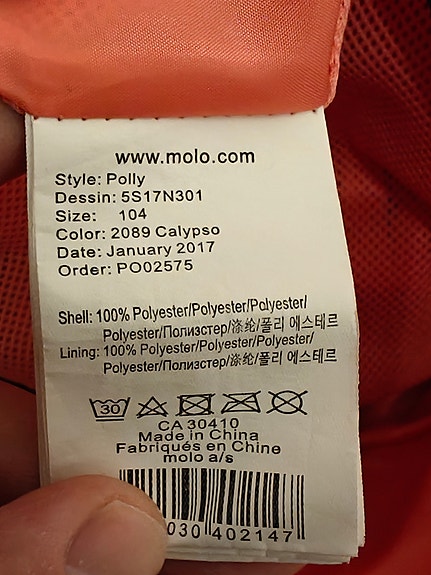 www.molo.com
Style: Polly
Dessin: 5S17N301
Size: 104
Color: 2089 Calypso
Date: January 2017
Order: PO02575
Shell: 100% Polyester/Polyester/Polyester/
Polyester/Полиэстер/涤纶/폴리 에스테르
Lining: 100% Polyester/Polyester/Polyester/
Polyester/Полиэстер/涤纶/폴리 에스테르
30
CA 30410
Made in China
Fabriqués en Chine
molo a/s
030 402147